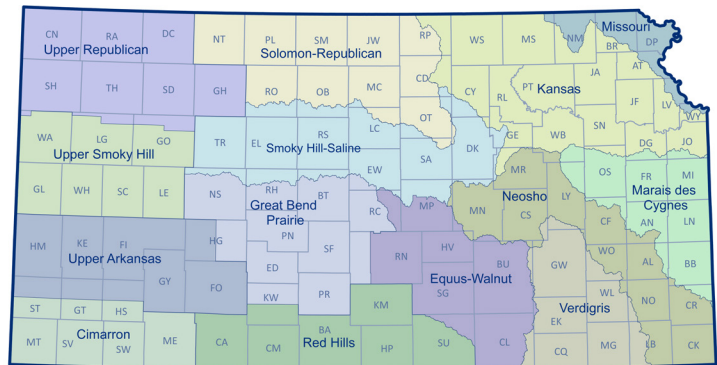 CN RA DC NT PL SM JW RP WS MS NM BR DP
Missouri
Upper Republican
Solomon-Republican
SH TH SD GH RO OB MC CD CY RL PT JA AT
Kansas
JF LV WY
WA LG GO TR EL RS LC OT GE WB SN DG JO
Upper Smoky Hill
Smoky Hill-Saline
EW SA DK MR OS FR MI
GL WH SC LE NS RH BT RC MP MN CS LY
Neosho
Marais des
Cygnes
Great Bend
Prairie
HM KE FI HG PN SF RN HV CF AN LN
Upper Arkansas
GY FO ED BU GW WO AL BB
Equus-Walnut
ST GT HS KW PR KM SG WL NO CR
Verdigris
Cimarron
MT SV SW ME CA CM BA HP SU CL EK CQ MG LB CK
Red Hills